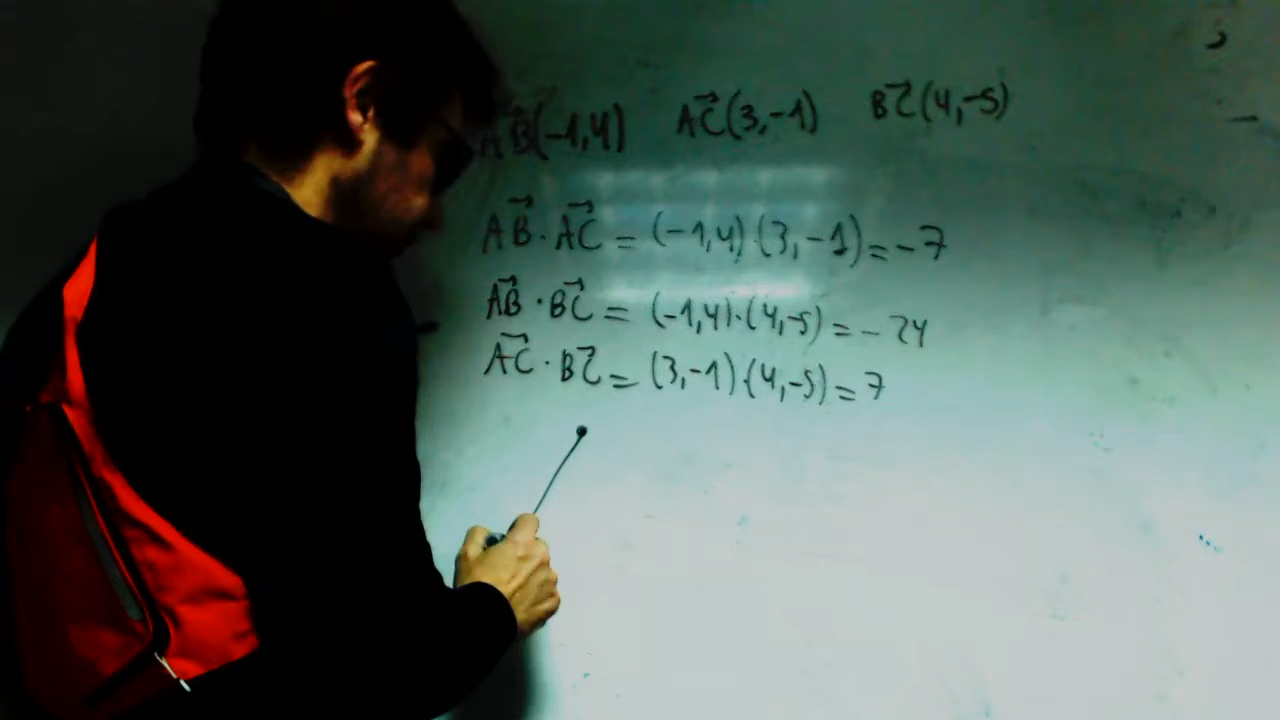 AB⃗(-1,4) AC⃗(3,-1) BC⃗(4,-5)
AB⃗·AC⃗ = (-1,4)·(3,-1) = -7
AB⃗·BC⃗ = (-1,4)·(4,-5) = -24
AC⃗·BC⃗ = (3,-1)·(4,-5) = 7